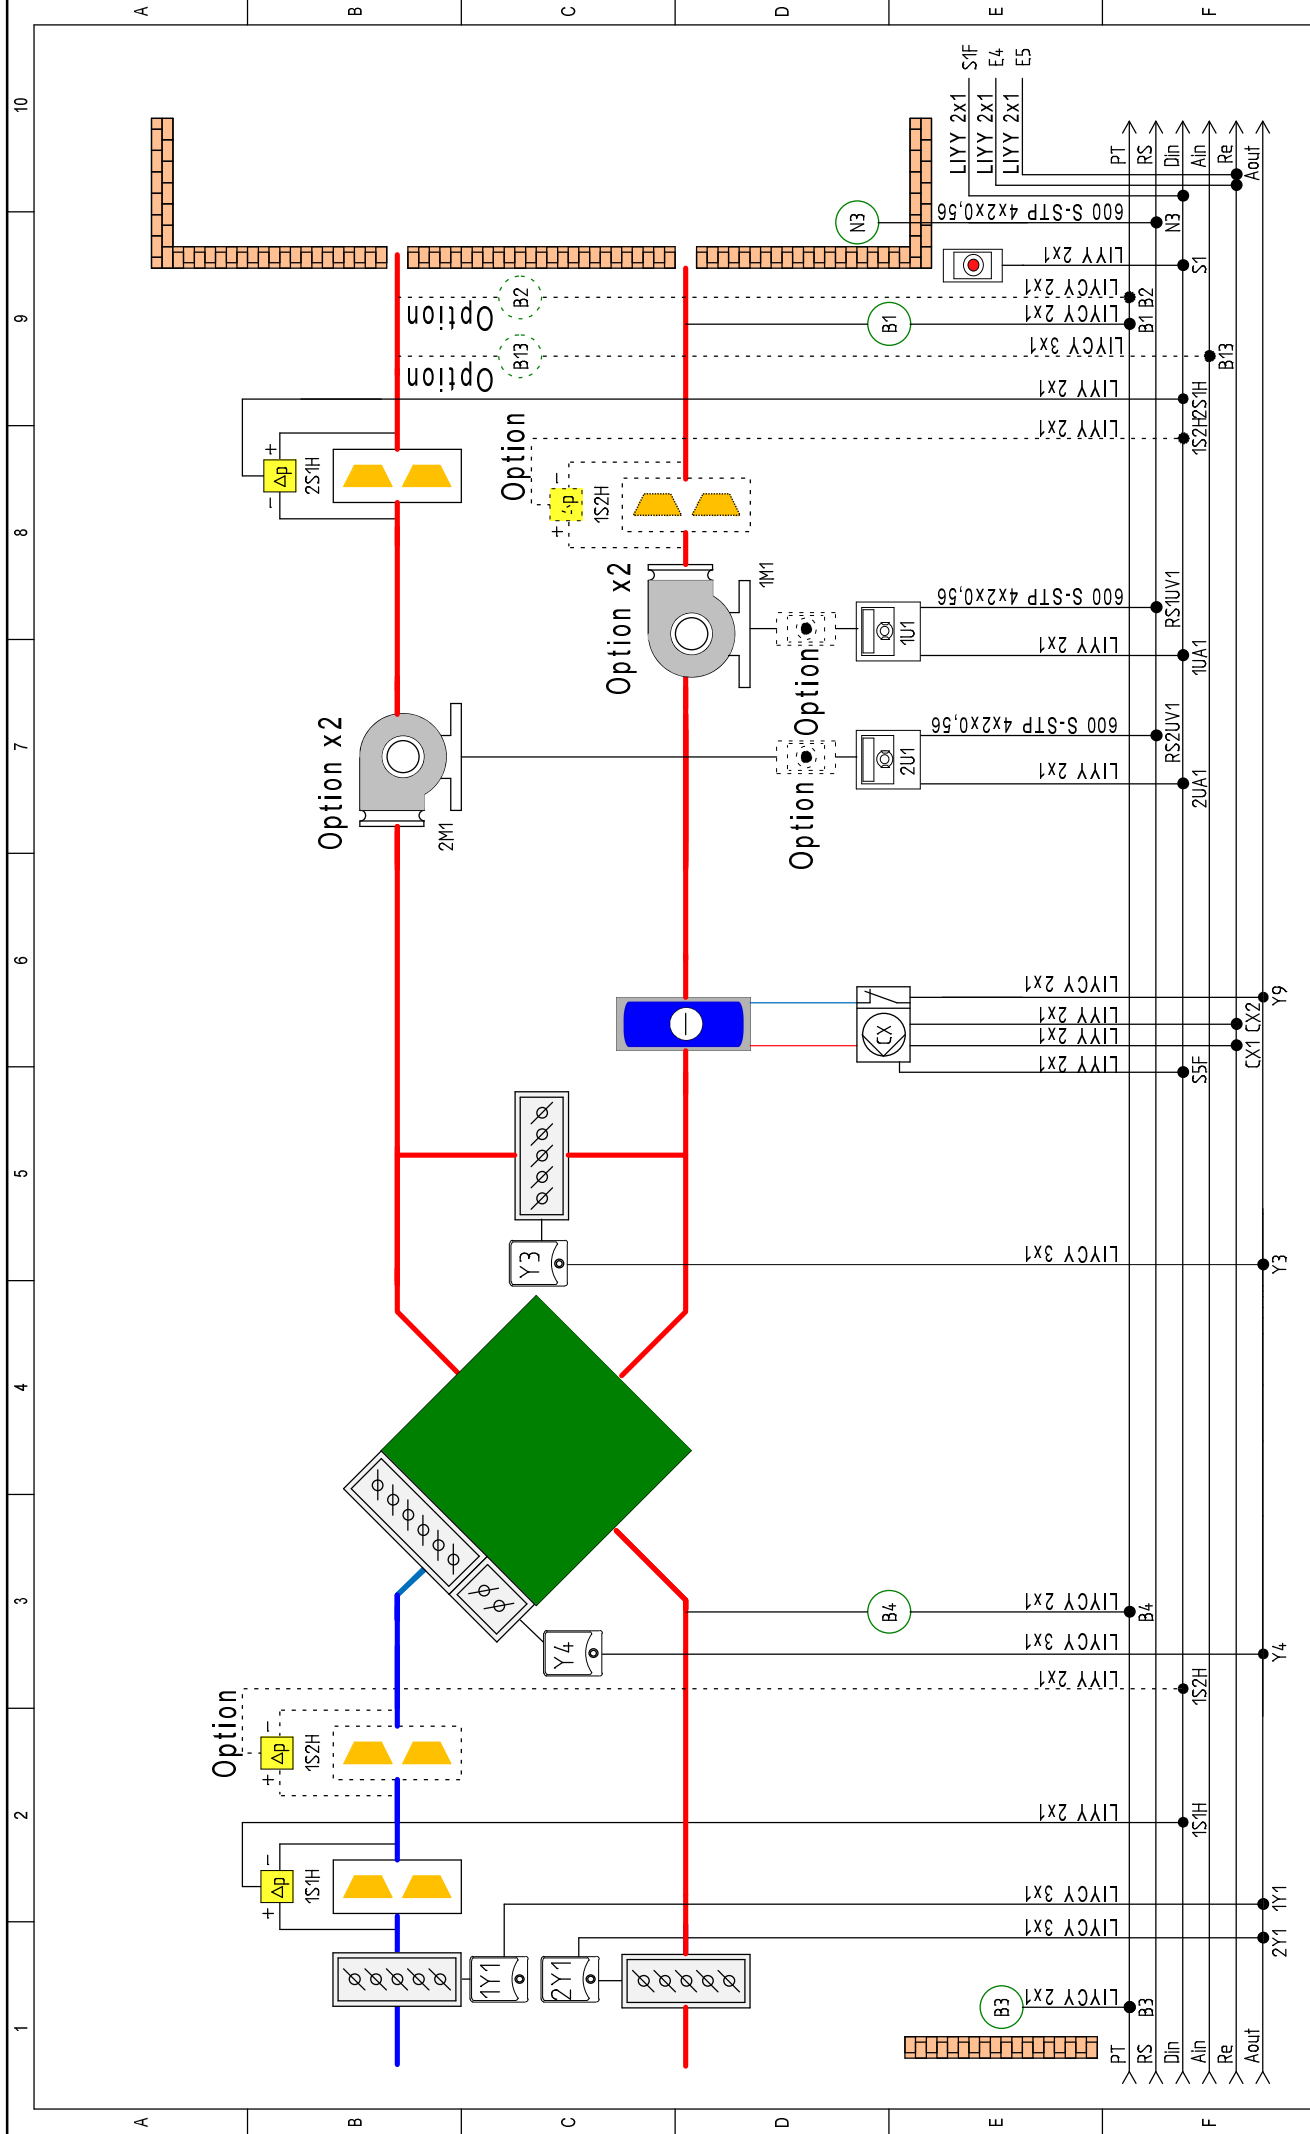 A
B
C
D
E
F
10
9
8
7
6
5
4
3
2
1
S1F
E4
E5
LIYY 2x1
LIYY 2x1
LIYY 2x1
PT
RS
Din
Ain
Re
Aout
N3
600 S-STP 4x2x0,56
N3
LIYY 2x1
S1
Option
B2
LIYCY 2x1
B2
B1
LIYCY 2x1
B1
Option
B13
LIYCY 3x1
B13
LIYY 2x1
2S1H
LIYY 2x1
1S2H
+
Δp
-
2S1H
Option
-
+
1S2H
Option x2
1M1
Option
1U1
600 S-STP 4x2x0,56
RS1UV1
LIYY 2x1
1UA1
Option x2
2M1
Option
2U1
600 S-STP 4x2x0,56
RS2UV1
LIYY 2x1
2UA1
CX
LIYCY 2x1
Y9
LIYY 2x1
CX2
LIYY 2x1
CX1
LIYY 2x1
S5F
Y3
LIYCY 3x1
Y3
B4
LIYCY 2x1
B4
Y4
LIYCY 3x1
Y4
LIYY 2x1
1S2H
Option
-
Δp
+
1S2H
LIYY 2x1
1S1H
-
Δp
+
1S1H
1Y1
LIYCY 3x1
1Y1
2Y1
LIYCY 3x1
2Y1
B3
LIYCY 2x1
B3
PT
RS
Din
Ain
Re
Aout
A
B
C
D
E
F